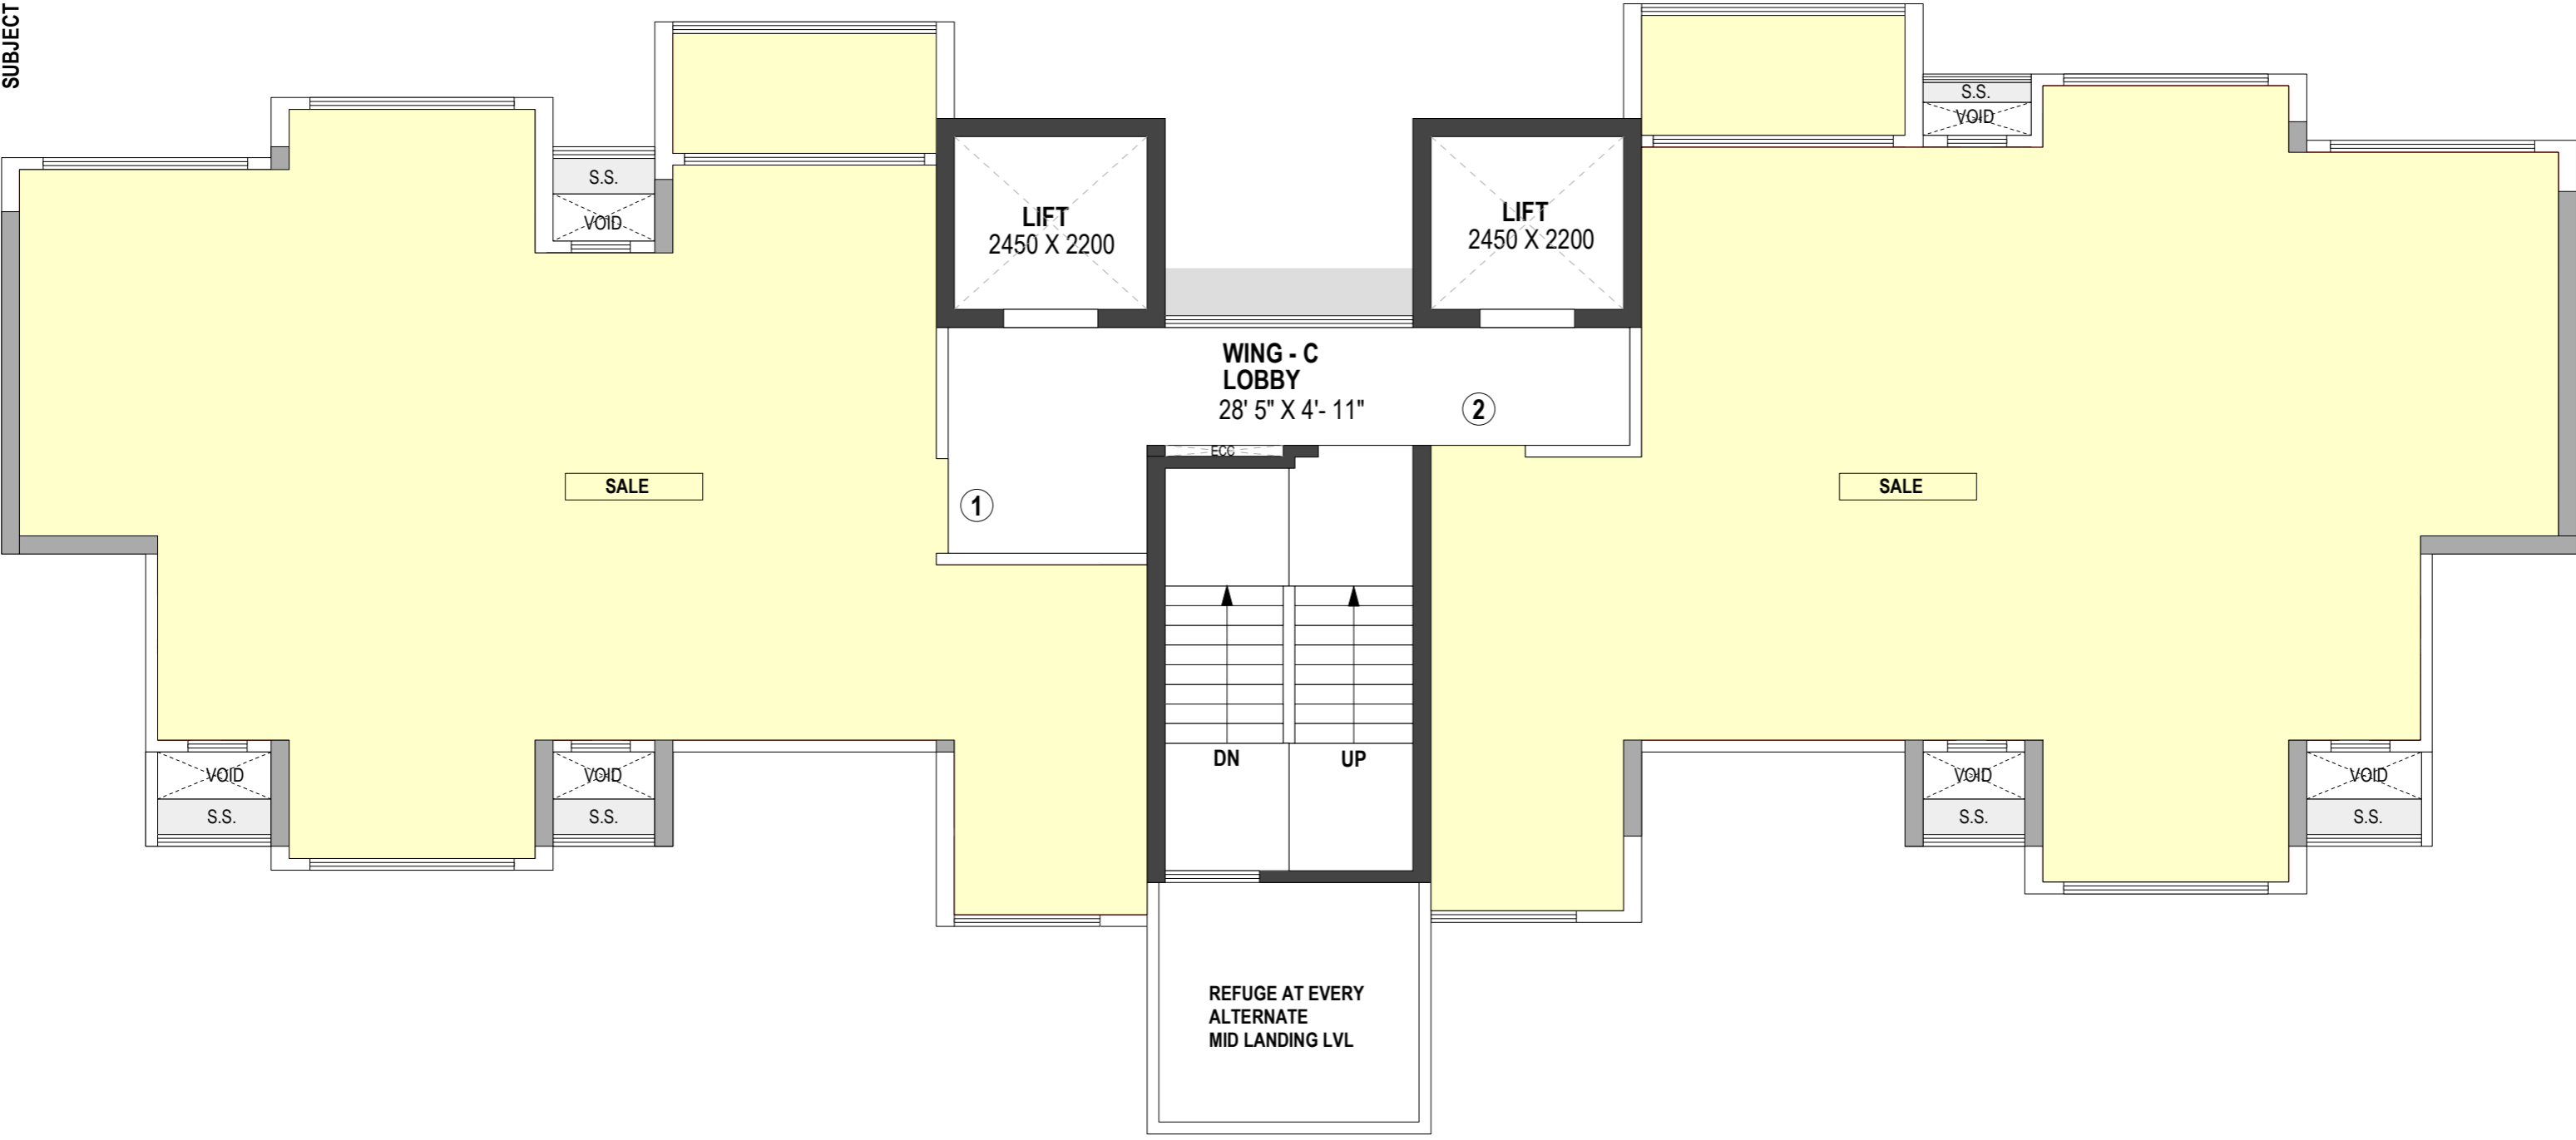 SUBJECT
S.S.
VOID
S.S.
VOID
LIFT
2450 X 2200
LIFT
2450 X 2200
WING - C
LOBBY
28' 5" X 4'- 11"
2
ECC
SALE
1
SALE
DN
UP
VOID
S.S.
VOID
S.S.
VOID
S.S.
VOID
S.S.
REFUGE AT EVERY
ALTERNATE
MID LANDING LVL